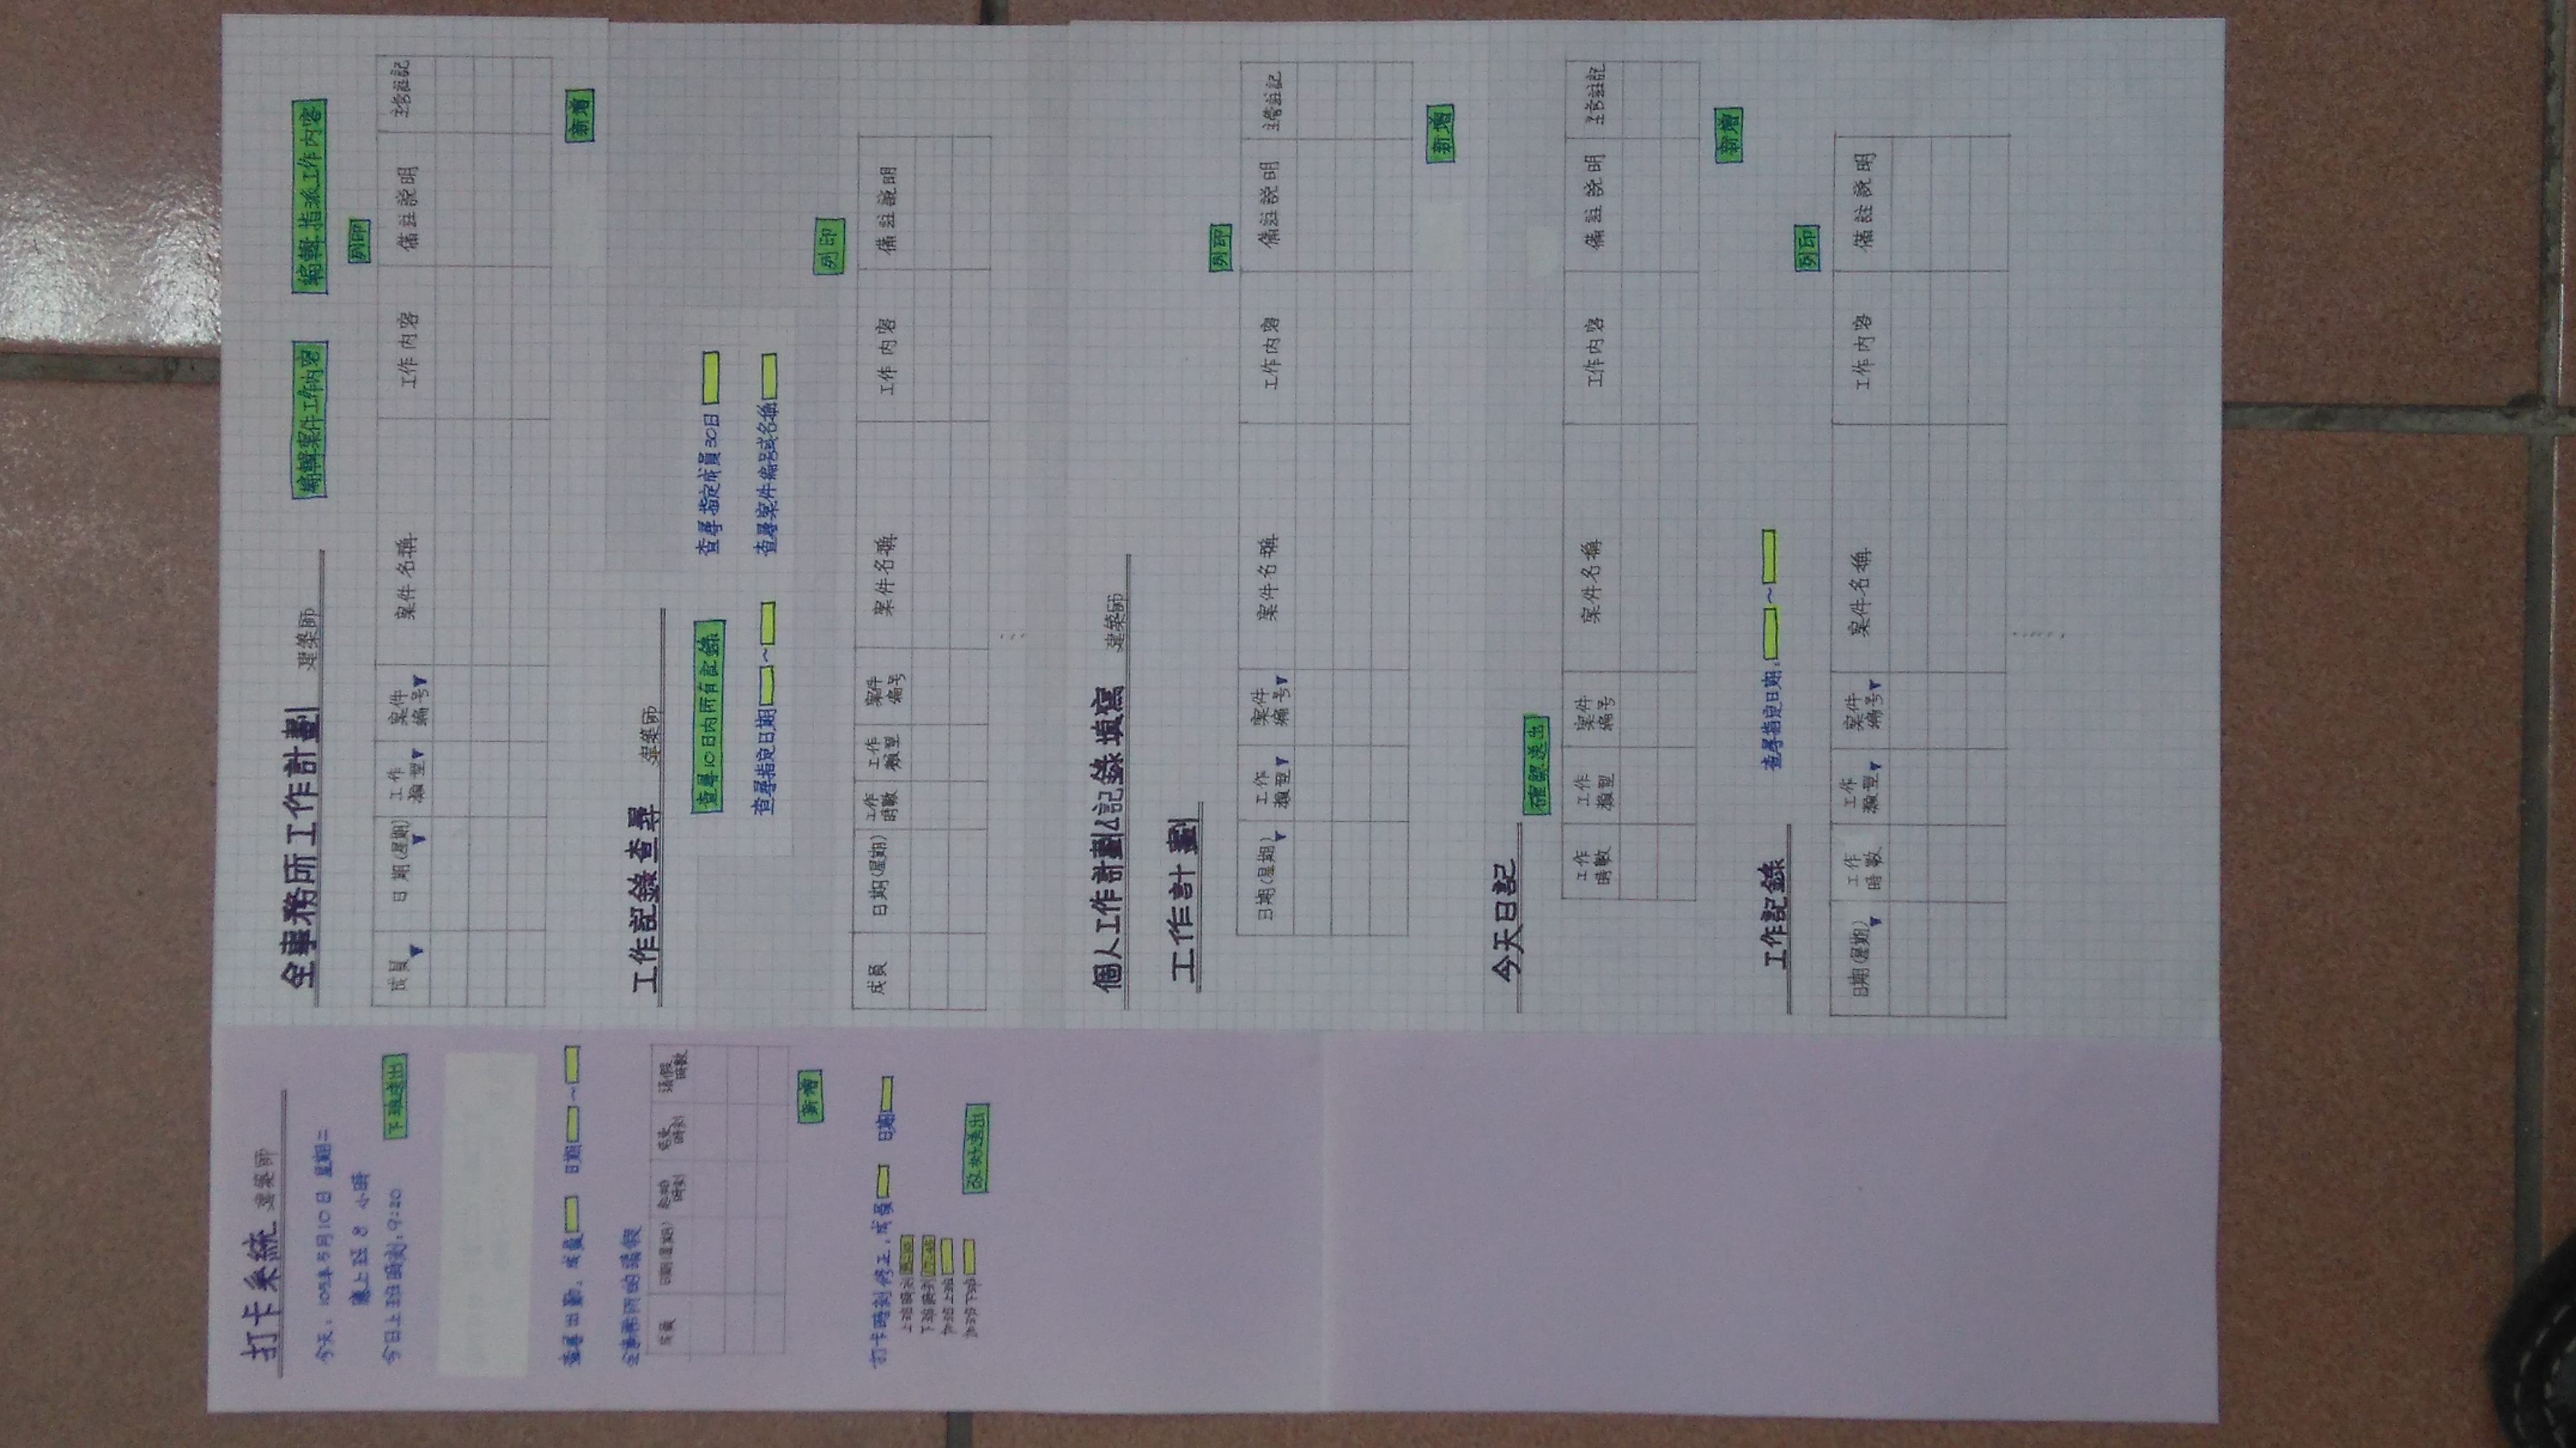 打卡系統 建築師
今天：105年5月10日 星期二
應上班 8 小時
今日上班時刻：9:20 下班送出
查尋出勤：成員 日期 ~
全事務所的請假
成員 日期(星期) 起始時刻 結束時刻 請假時數
新增
打卡時刻修正：成員 日期
上班時刻
下班時刻 17:45
改好送出
全事務所工作計劃 建築師 編輯案件工作內容 編輯指派工作內容
列印
成員 日期(星期) 工作類型 案件編号 案件名稱 工作內容 備註說明 主管註記
新增
工作記錄查尋 建築師
查尋10日內所有記錄 查尋指定成員30日
查尋指定日期 ~ 查尋案件編号或名稱
列印
成員 日期(星期) 工作時數 工作類型 案件編号 案件名稱 工作內容 備註說明
個人工作計劃&記錄填寫 建築師
工作計劃
列印
日期(星期) 工作類型 案件編号 案件名稱 工作內容 備註說明 主管註記
新增
今天日記
確認送出
工作時數 工作類型 案件編号 案件名稱 工作內容 備註說明 主管註記
新增
工作記錄 查尋指定日期: ~
列印
日期(星期) 工作時數 工作類型 案件編号 案件名稱 工作內容 備註說明